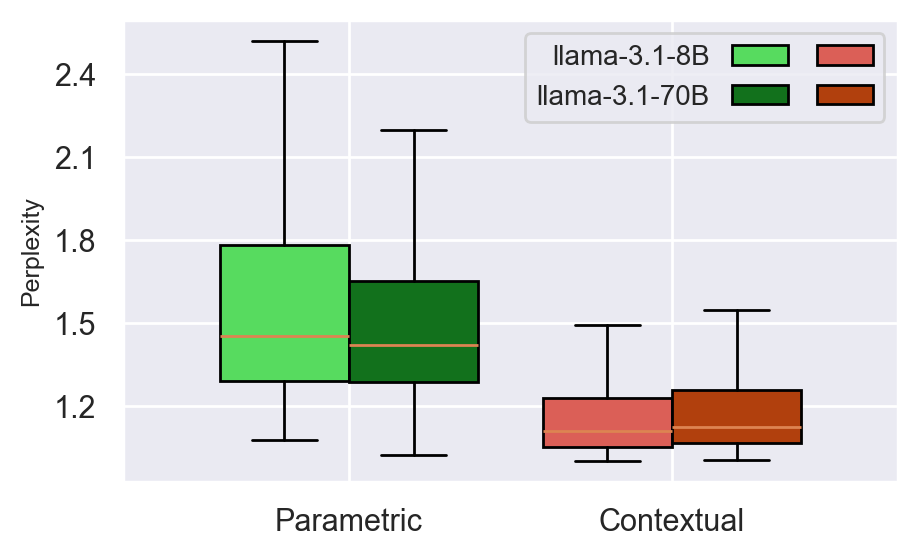 llama-3.1-8B
llama-3.1-70B
Perplexity
2.4
2.1
1.8
1.5
1.2
Parametric
Contextual